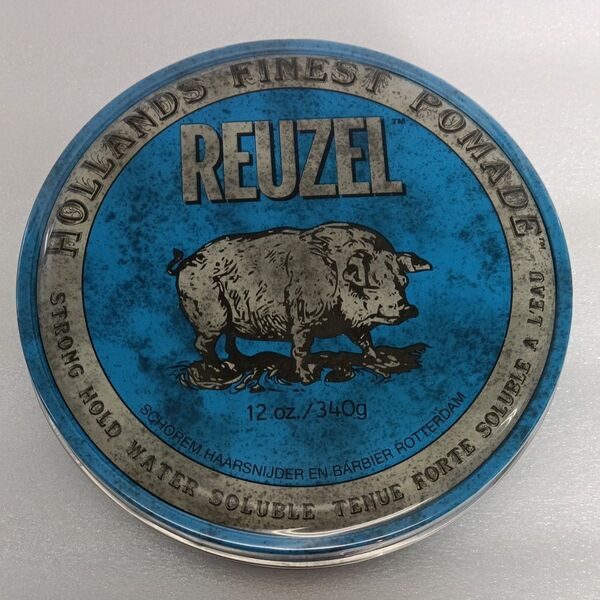 HOLLANDS FINEST POMADE™
REUZEL™
12 oz./340g
SCHOREM HAARSNIJDER EN BARBIER ROTTERDAM
STRONG HOLD WATER SOLUBLE TENUE FORTE SOLUBLE A L'EAU